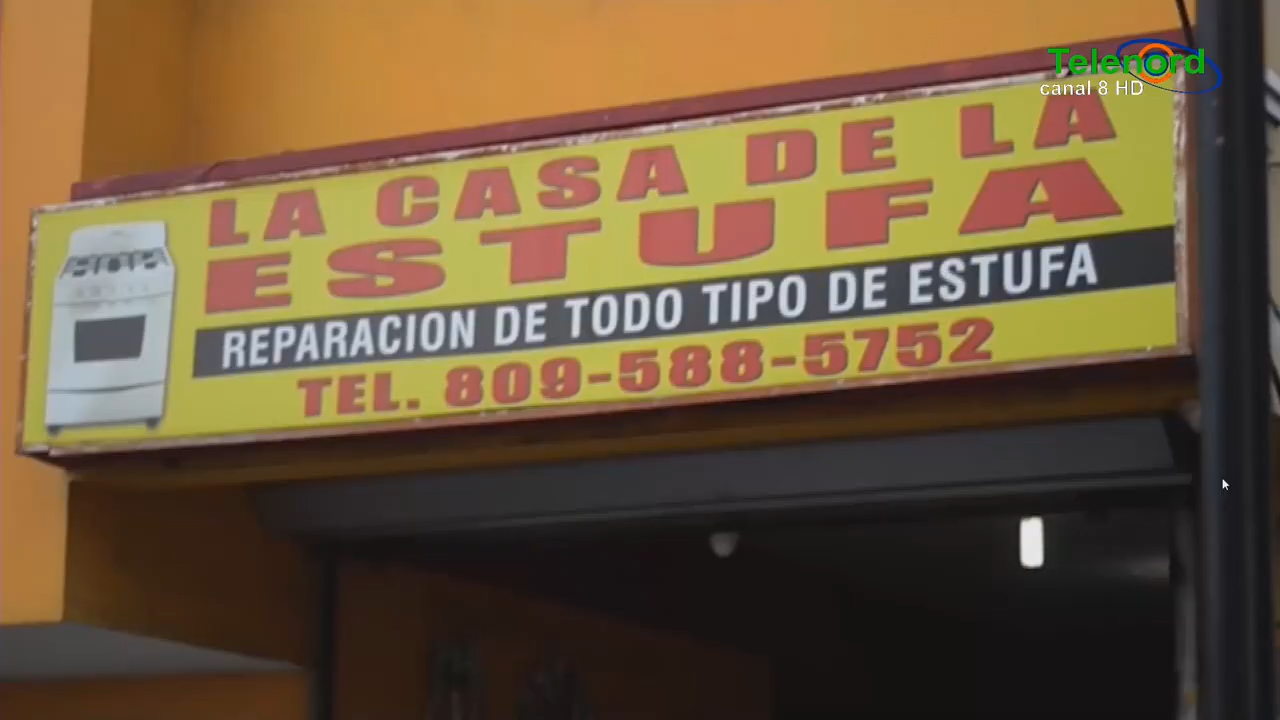 Telenord
canal 8 HD
LA CASA DE LA
ESTUFA
REPARACION DE TODO TIPO DE ESTUFA
TEL. 809-588-5752